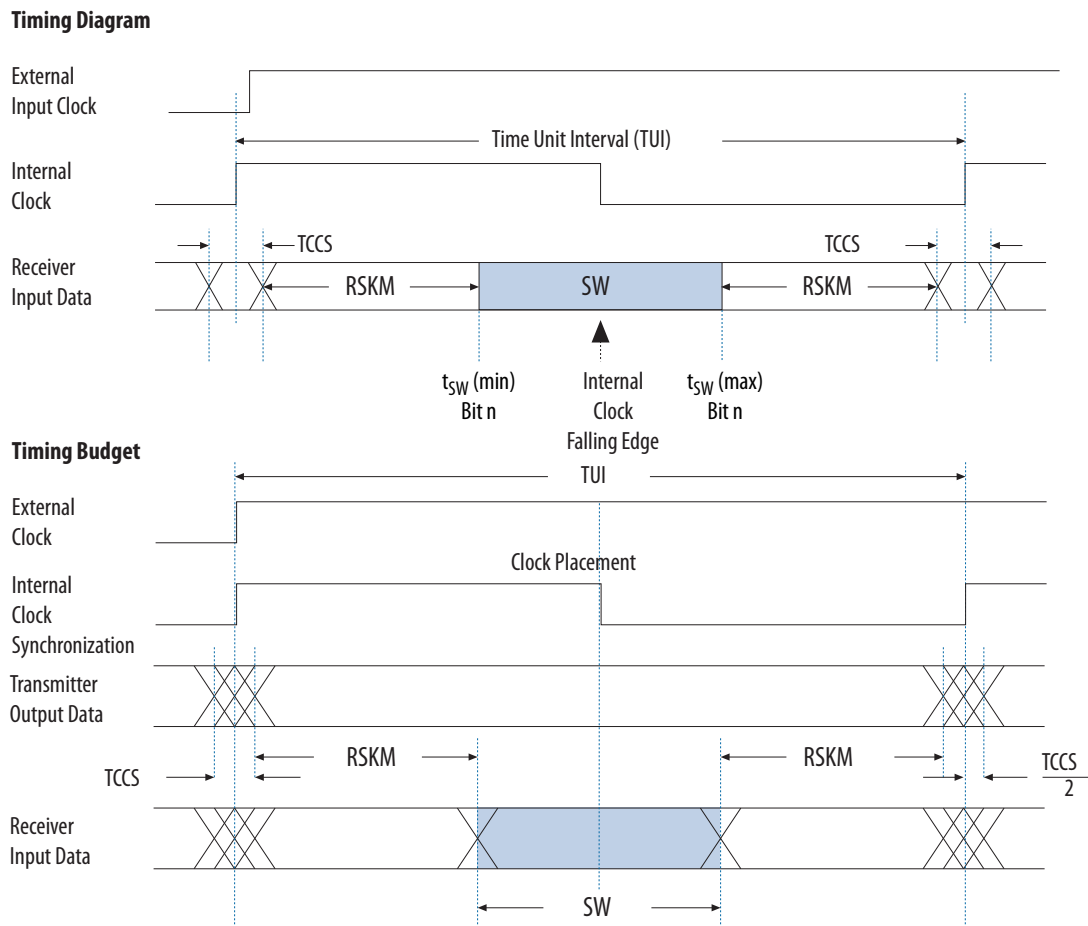 Timing Diagram
External
Input Clock
Time Unit Interval (TUI)
Internal
Clock
TCCS
TCCS
Receiver
Input Data
RSKM
SW
RSKM
tSW (min)
Bit n
Internal
Clock
Falling Edge
tSW (max)
Bit n
Timing Budget
TUI
External
Clock
Clock Placement
Internal
Clock
Synchronization
Transmitter
Output Data
RSKM
RSKM
TCCS
TCCS
2
Receiver
Input Data
SW